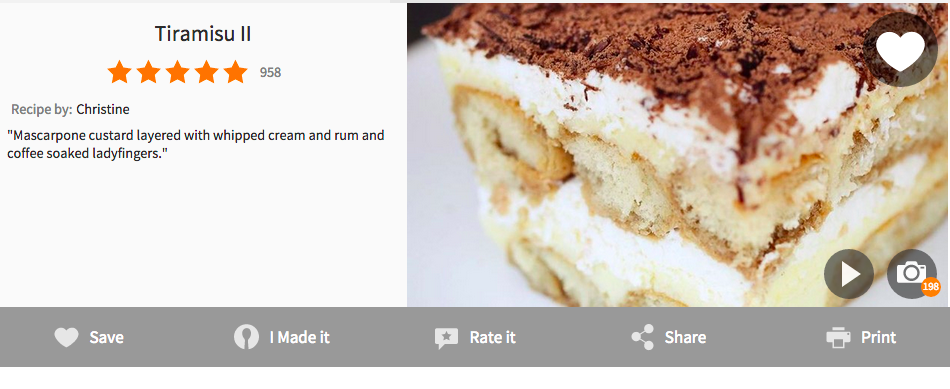 Tiramisu II
958
Recipe by: Christine
"Mascarpone custard layered with whipped cream and rum and
coffee soaked ladyfingers."
198
Save
I Made it
Rate it
Share
Print